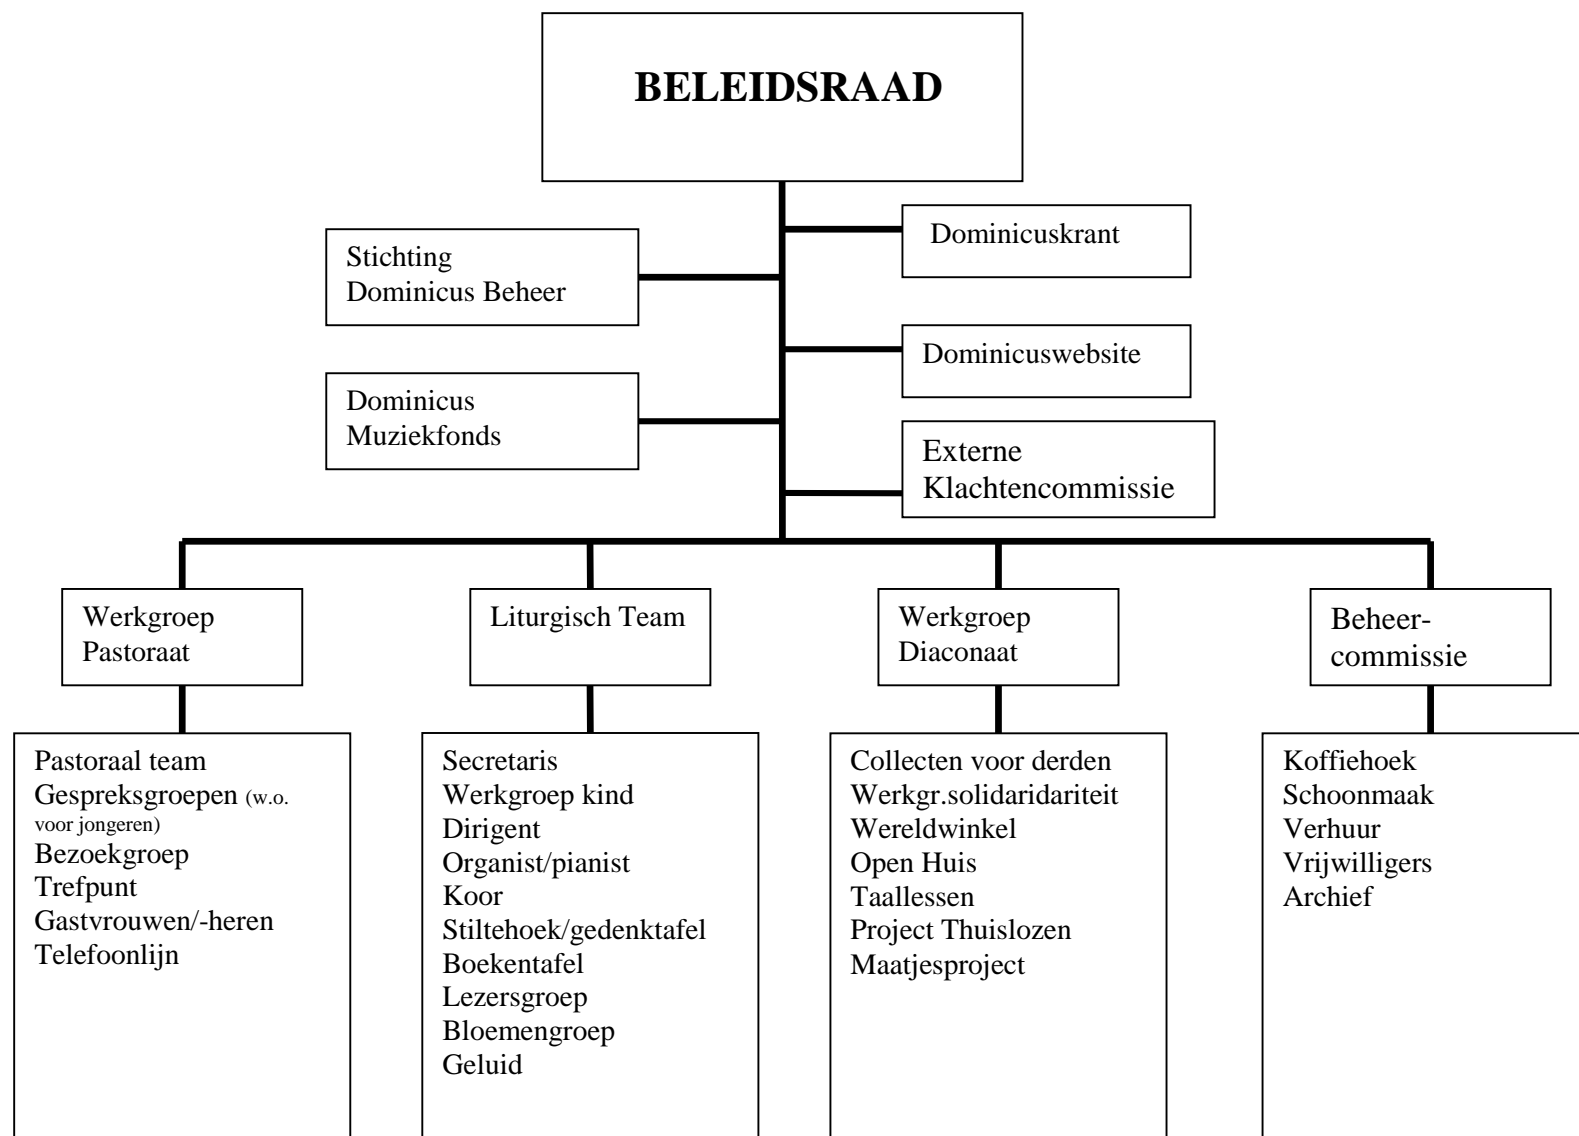 BELEIDSRAAD
Stichting
Dominicus Beheer
Dominicuskrant
Dominicus
Muziekfonds
Dominicuswebsite
Externe
Klachtencommissie
Werkgroep
Pastoraat
Liturgisch Team
Werkgroep
Diaconaat
Beheer-
commissie
Pastoraal team
Gespreksgroepen (w.o.
voor jongeren)
Bezoekgroep
Trefpunt
Gastvrouwen/-heren
Telefoonlijn
Secretaris
Werkgroep kind
Dirigent
Organist/pianist
Koor
Stiltehoek/gedenktafel
Boekentafel
Lezersgroep
Bloemengroep
Geluid
Collecten voor derden
Werkgr.solidaridariteit
Wereldwinkel
Open Huis
Taallessen
Project Thuislozen
Maatjesproject
Koffiehoek
Schoonmaak
Verhuur
Vrijwilligers
Archief